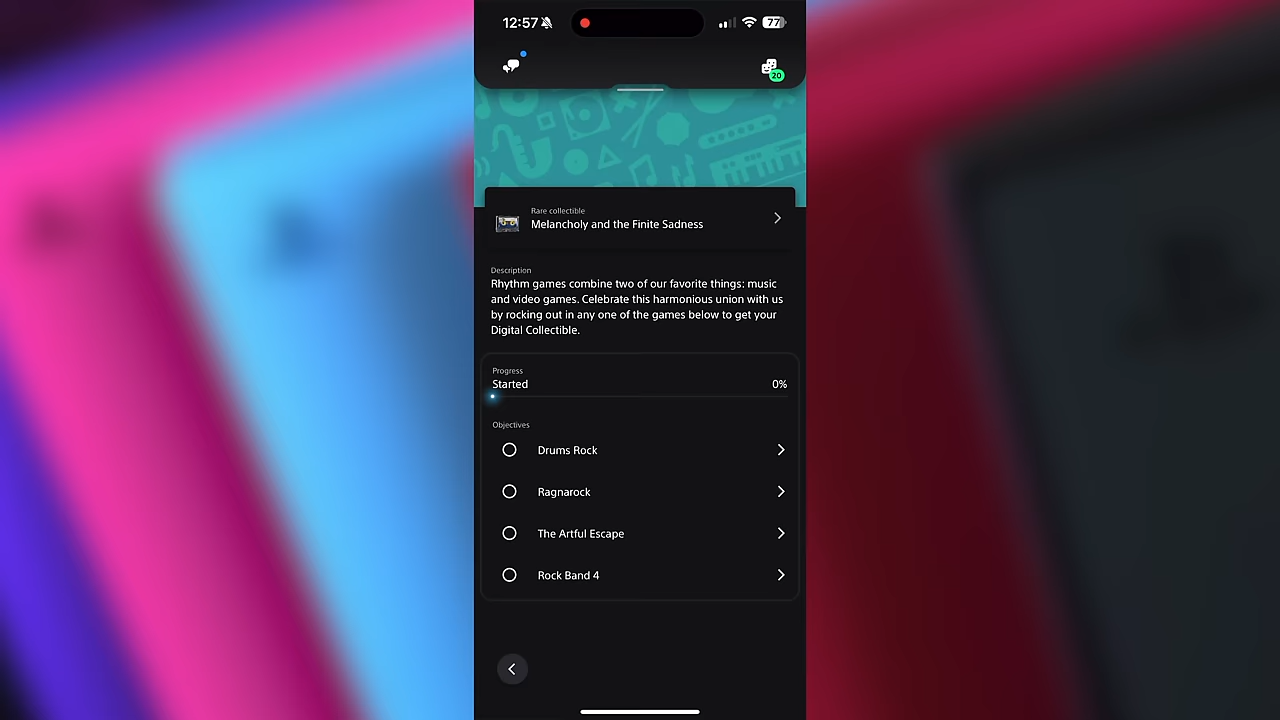 12:57
77
20
Rare collectible
Melancholy and the Finite Sadness
Description
Rhythm games combine two of our favorite things: music
and video games. Celebrate this harmonious union with us
by rocking out in any one of the games below to get your
Digital Collectible.
Progress
Started 0%
Objectives
Drums Rock
Ragnarock
The Artful Escape
Rock Band 4